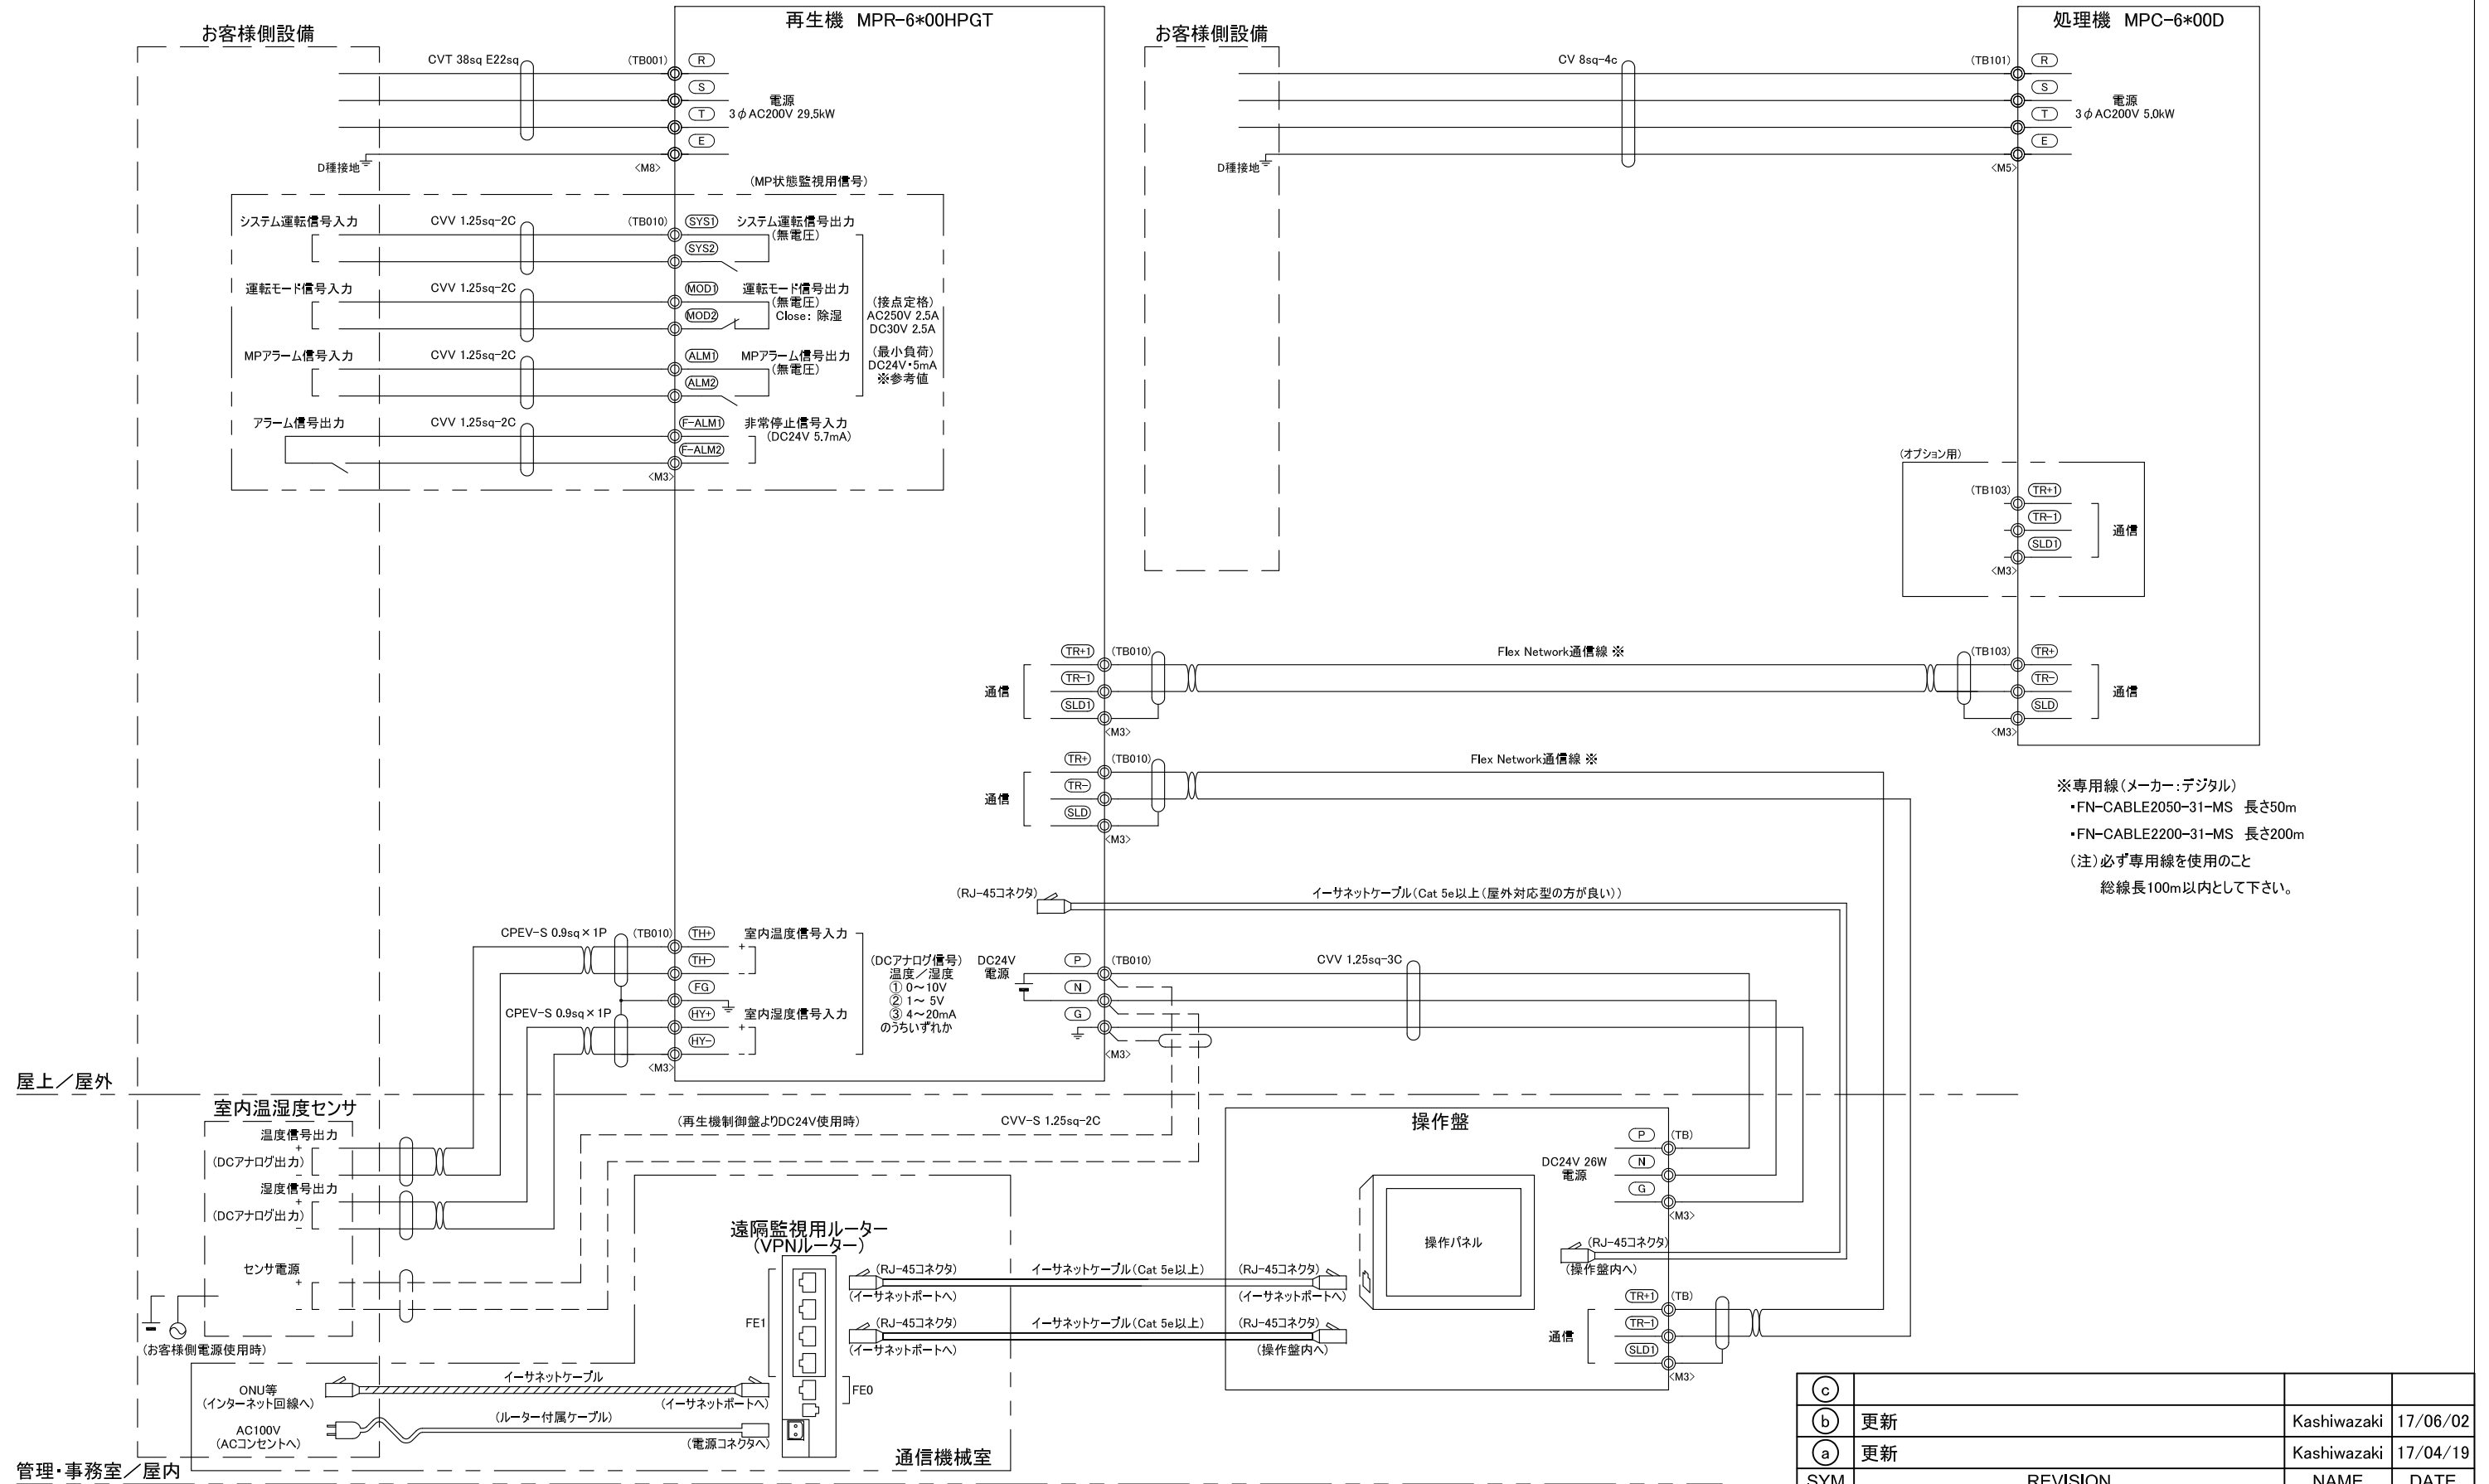 再生機 MPR-6*00HPGT
お客様側設備
CVT 38sq E22sq
(TB001)
R
S
T
E
電源
3φAC200V 29.5kW
D種接地
<M8>
(MP状態監視用信号)
システム運転信号入力
CVV 1.25sq-2C
(TB010)
SYS1
SYS2
システム運転信号出力
(無電圧)
運転モード信号入力
CVV 1.25sq-2C
MOD1
MOD2
運転モード信号出力
(無電圧)
Close: 除湿
MPアラーム信号入力
CVV 1.25sq-2C
ALM1
ALM2
MPアラーム信号出力
(無電圧)
(接点定格)
AC250V 2.5A
DC30V 2.5A
(最小負荷)
DC24V・5mA
※参考値
アラーム信号出力
CVV 1.25sq-2C
F-ALM1
F-ALM2
非常停止信号入力
(DC24V 5.7mA)
<M3>
お客様側設備
CV 8sq-4c
D種接地
処理機 MPC-6*00D
(TB101)
R
S
T
E
電源
3φAC200V 5.0kW
<M5>
(オプション用)
(TB103)
TR+1
TR-1
SLD1
通信
<M3>
通信
TR+1
TR-1
SLD1
(TB010)
<M3>
Flex Network通信線 ※
(TB103)
TR+
TR-
SLD
通信
<M3>
通信
TR+
TR-
SLD
(TB010)
<M3>
Flex Network通信線 ※
※専用線(メーカー:デジタル)
・FN-CABLE2050-31-MS 長さ50m
・FN-CABLE2200-31-MS 長さ200m
(注)必ず専用線を使用のこと
総線長100m以内として下さい。
(RJ-45コネクタ)
イーサネットケーブル(Cat 5e以上(屋外対応型の方が良い))
CPEV-S 0.9sq×1P
(TB010)
TH+
TH-
FG
HY+
HY-
+
-
+
-
室内温度信号入力
室内湿度信号入力
CPEV-S 0.9sq×1P
<M3>
(DCアナログ信号)
温度/湿度
① 0~10V
② 1~ 5V
③ 4~20mA
のうちいずれか
DC24V
電源
P
N
G
(TB010)
<M3>
CVV 1.25sq-3C
屋上/屋外
室内温湿度センサ
温度信号出力
+
(DCアナログ出力)
-
湿度信号出力
+
(DCアナログ出力)
-
センサ電源
+
-
(お客様側電源使用時)
(再生機制御盤よりDC24V使用時)
CVV-S 1.25sq-2C
操作盤
操作パネル
DC24V 26W
電源
P
N
G
(TB)
<M3>
(RJ-45コネクタ)
(操作盤内へ)
通信
TR+1
TR-1
SLD1
(TB)
<M3>
遠隔監視用ルーター
(VPNルーター)
FE1
FE0
(RJ-45コネクタ)
イーサネットケーブル(Cat 5e以上)
(RJ-45コネクタ)
(イーサネットポートへ)
(イーサネットポートへ)
(RJ-45コネクタ)
イーサネットケーブル(Cat 5e以上)
(RJ-45コネクタ)
(イーサネットポートへ)
(操作盤内へ)
ONU等
(インターネット回線へ)
イーサネットケーブル
(イーサネットポートへ)
AC100V
(ACコンセントへ)
(ルーター付属ケーブル)
(電源コネクタへ)
通信機械室
管理・事務室/屋内
c
b 更新 Kashiwazaki 17/06/02
a 更新 Kashiwazaki 17/04/19
SYM REVISION NAME DATE